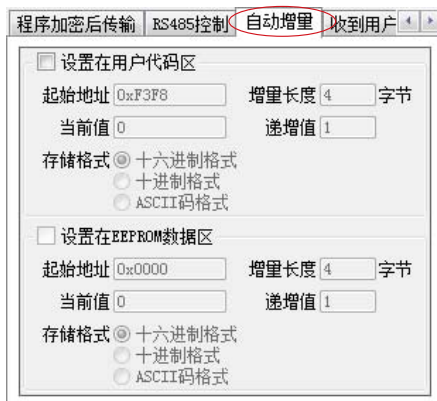 程序加密后传输 RS485控制 自动增量 收到用户
设置在用户代码区
起始地址 0xF3F8 增量长度 4 字节
当前值 0 递增值 1
存储格式 十六进制格式
十进制格式
ASCII码格式
设置在EEPROM数据区
起始地址 0x0000 增量长度 4 字节
当前值 0 递增值 1
存储格式 十六进制格式
十进制格式
ASCII码格式